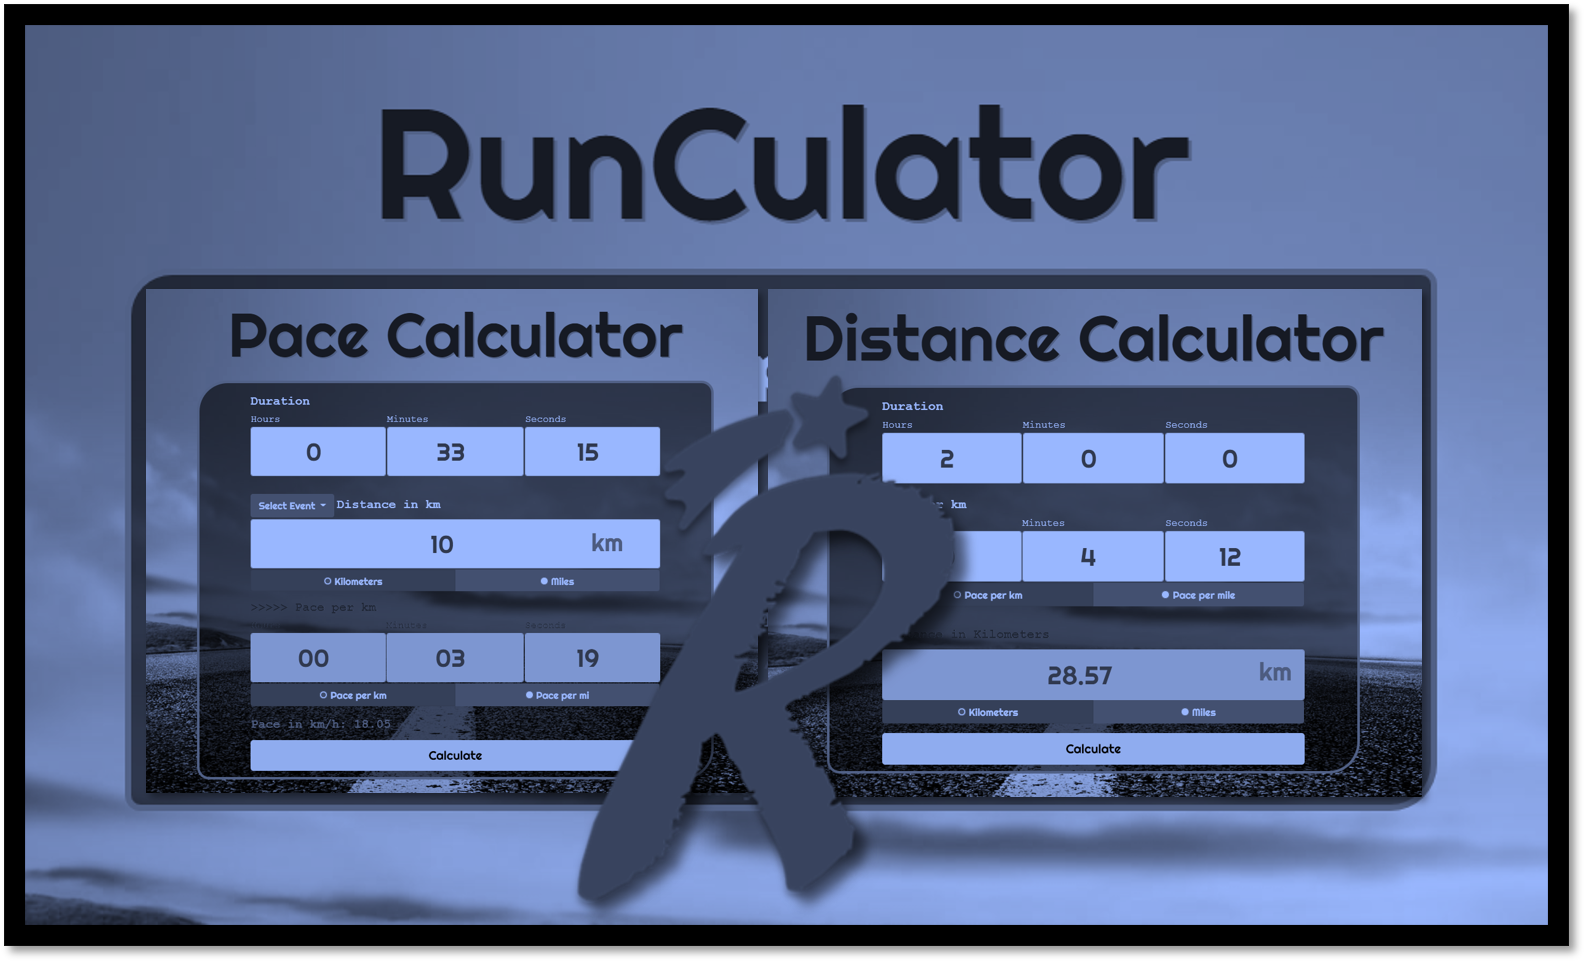 RunCulator
Pace Calculator
Duration
Hours Minutes Seconds
0 33 15
Select Event Distance in km
10 km
Kilometers Miles
>>>>> Pace per km
Minutes Seconds
00 03 19
Pace per km Pace per mi
Pace in km/h: 18.05
Calculate
Distance Calculator
Duration
Hours Minutes Seconds
2 0 0
km
Minutes Seconds
4 12
Pace per km Pace per mile
in Kilometers
28.57 km
Kilometers Miles
Calculate
R